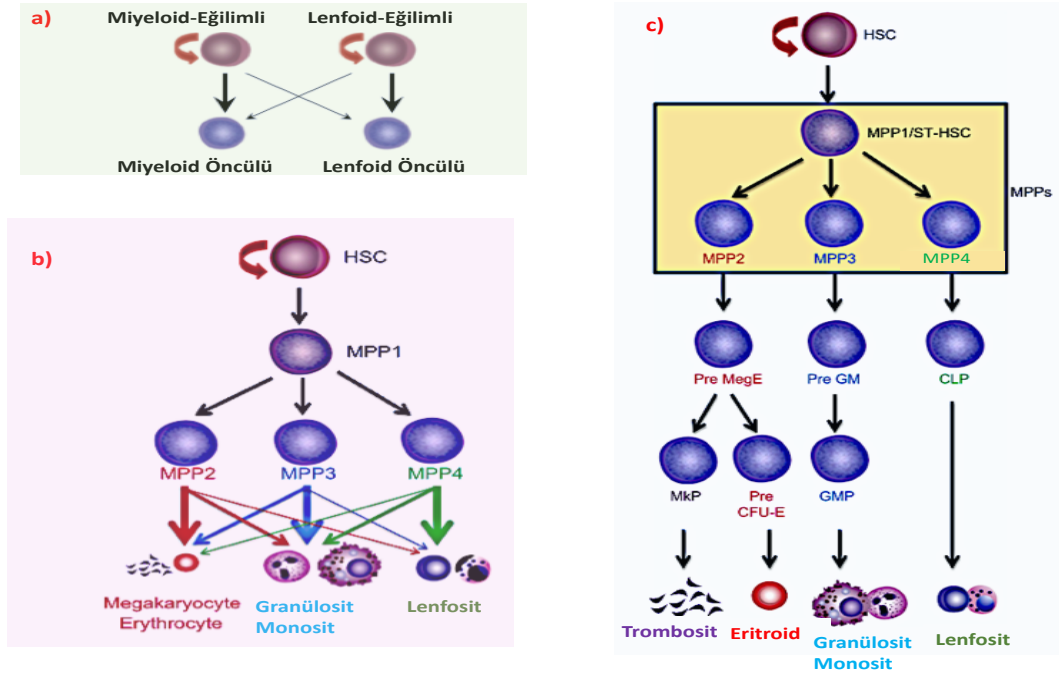 a)
Miyeloid-Eğilimli Lenfoid-Eğilimli
Miyeloid Öncülü Lenfoid Öncülü
b)
HSC
MPP1
MPP2 MPP3 MPP4
Megakaryocyte
Erythrocyte
Granülosit
Monosit
Lenfosit
c)
HSC
MPP1/ST-HSC
MPPs
MPP2 MPP3 MPP4
Pre MegE Pre GM CLP
MkP
Pre
CFU-E
GMP
Trombosit
Eritroid
Granülosit
Monosit
Lenfosit